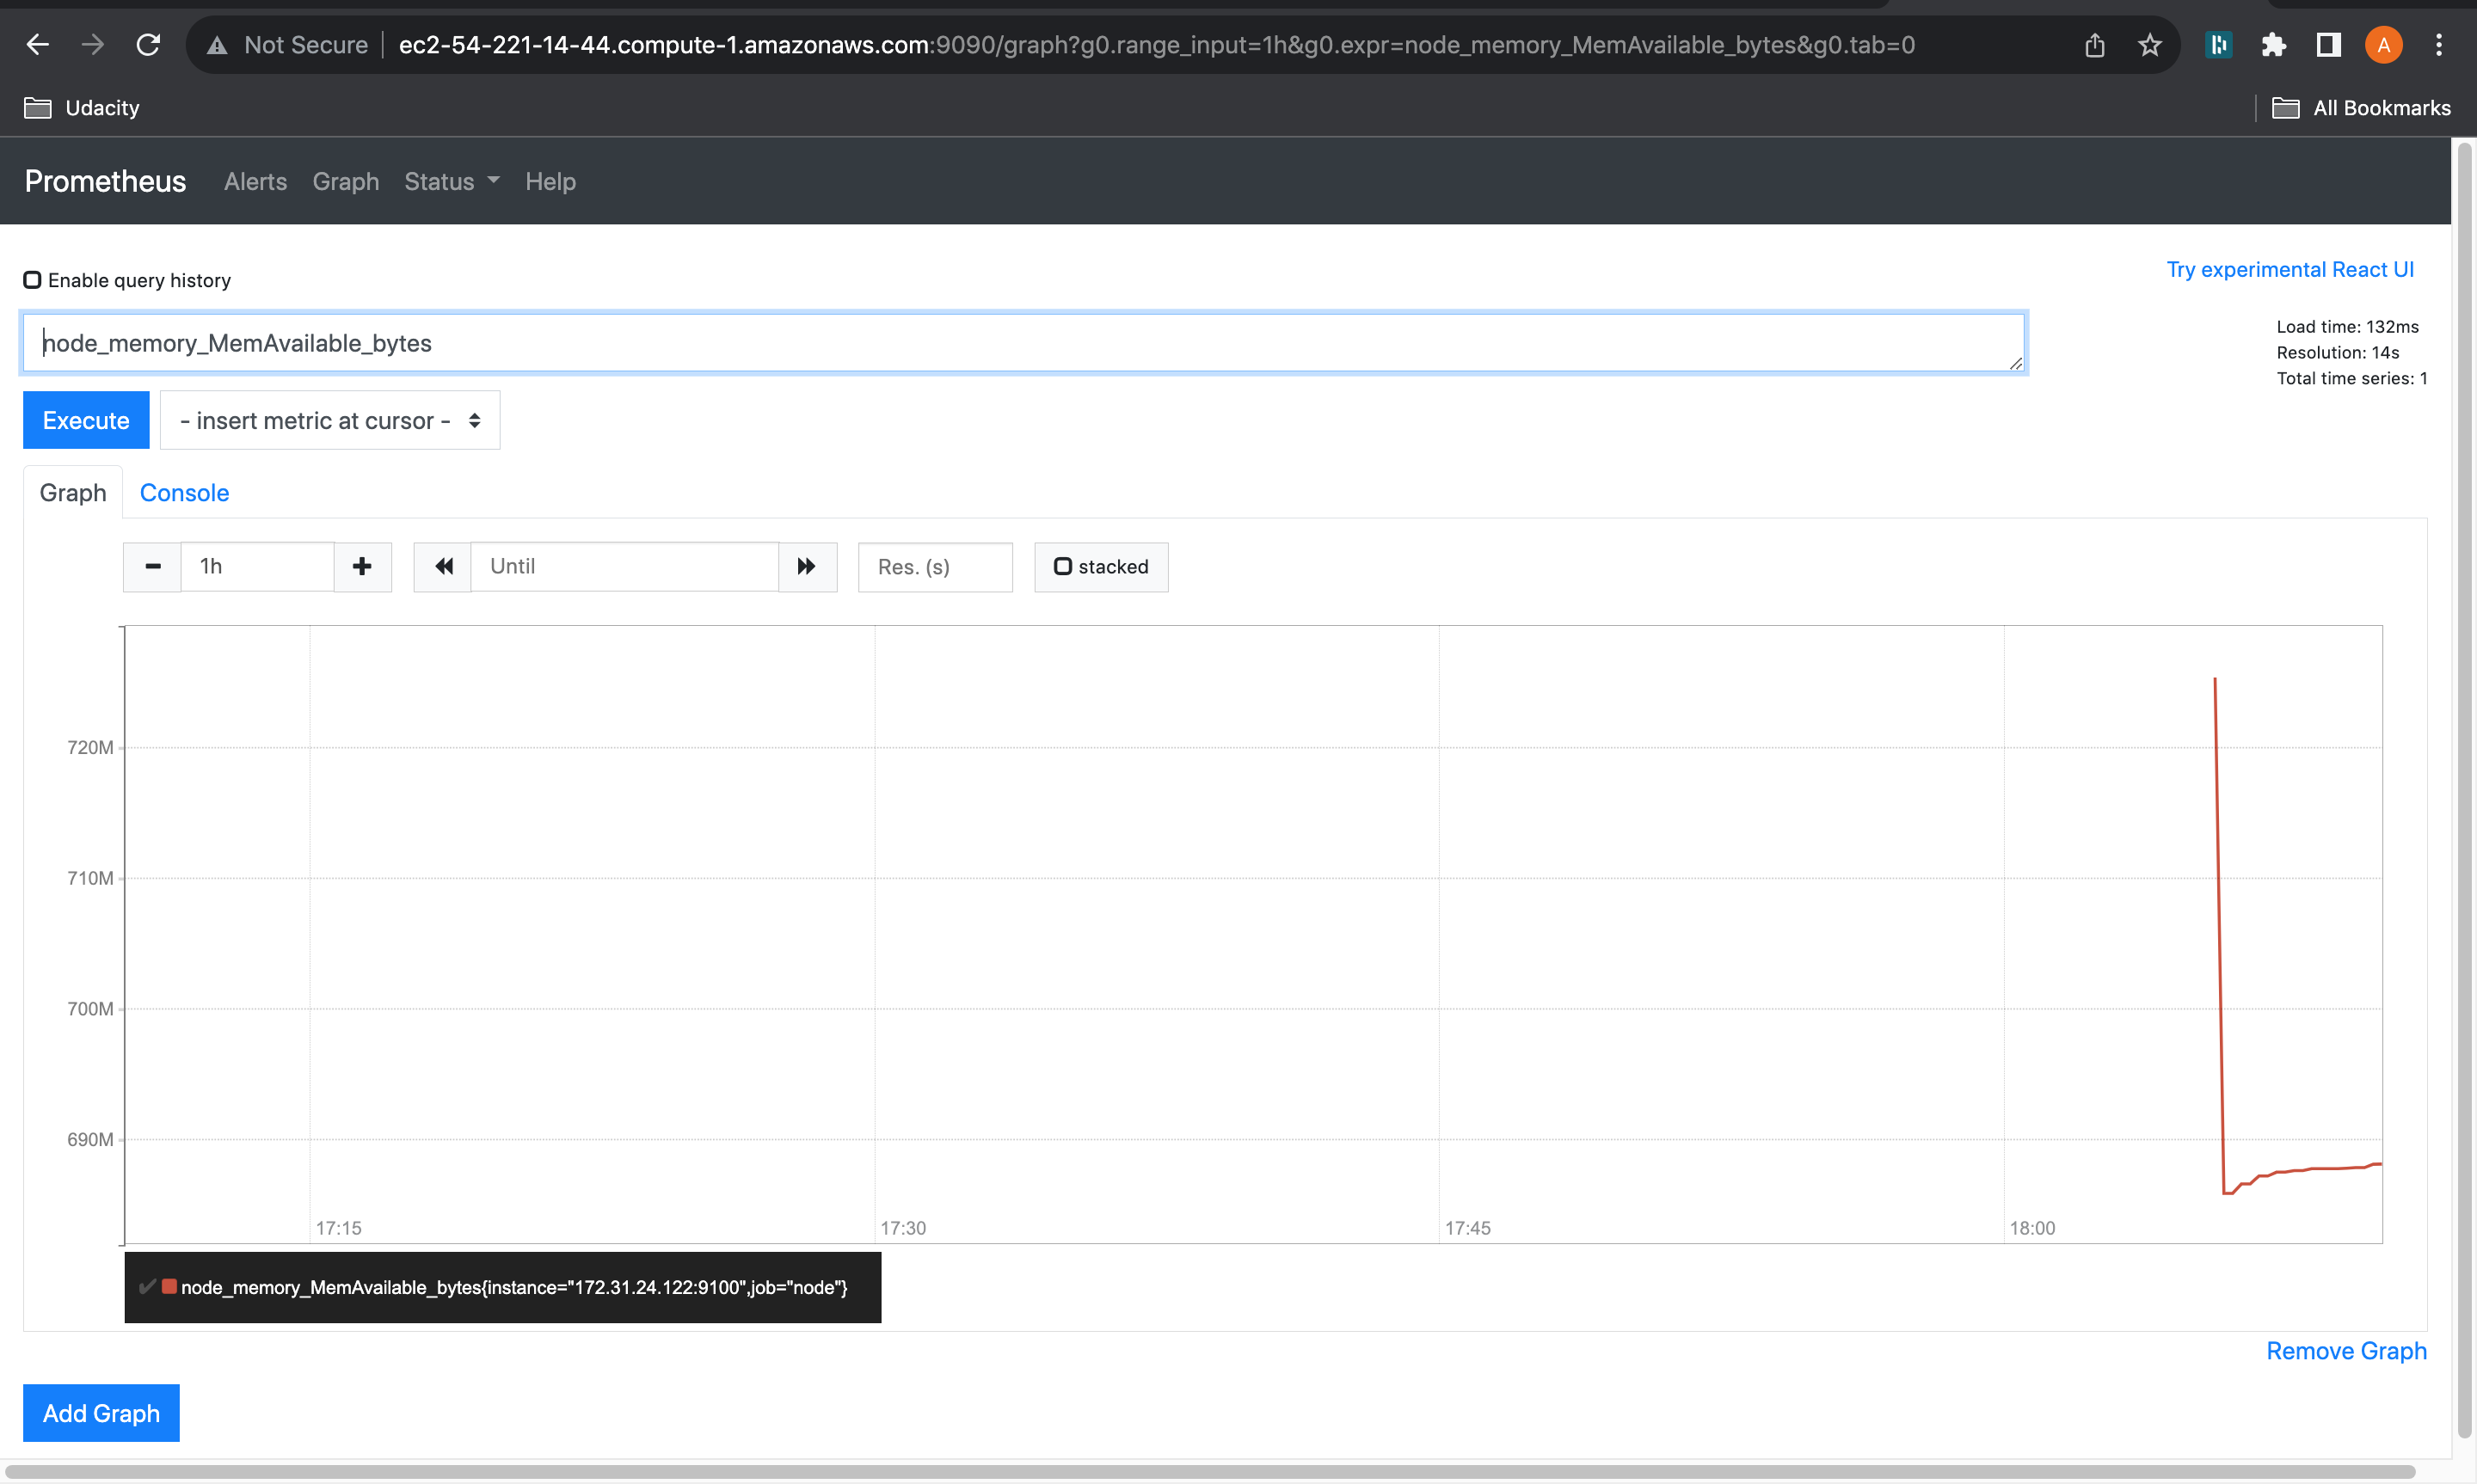 Not Secure ec2-54-221-14-44.compute-1.amazonaws.com:9090/graph?g0.range_input=1h&g0.expr=node_memory_MemAvailable_bytes&g0.tab=0 A
Udacity All Bookmarks
Prometheus Alerts Graph Status Help
Try experimental React UI
Enable query history
node_memory_MemAvailable_bytes
Load time: 132ms
Resolution: 14s
Total time series: 1
Execute - insert metric at cursor -
Graph Console
1h Until Res. (s) stacked
720M
710M
700M
690M
17:15 17:30 17:45 18:00
node_memory_MemAvailable_bytes{instance="172.31.24.122:9100",job="node"}
Remove Graph
Add Graph